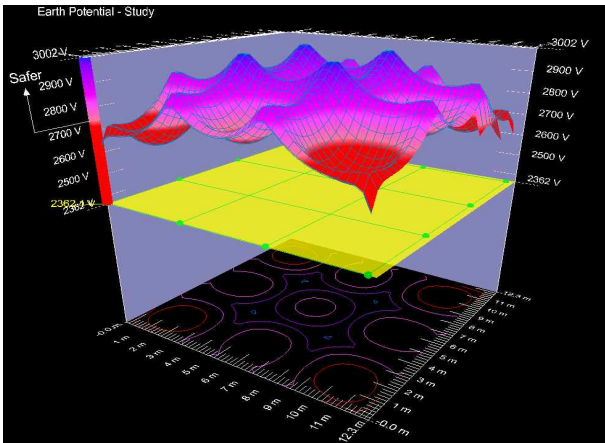 Earth Potential - Study
3002 V
Safer
2900 V
2800 V
2700 V
2600 V
2500 V
2362 V
3002 V
2900 V
2800 V
2700 V
2600 V
2500 V
2362 V
-0.0 m
1 m
2 m
3 m
4 m
5 m
6 m
7 m
8 m
9 m
10 m
11 m
12.3 m
-12.3 m
11 m
10 m
9 m
8 m
7 m
6 m
5 m
4 m
3 m
2 m
1 m
-0.0 m